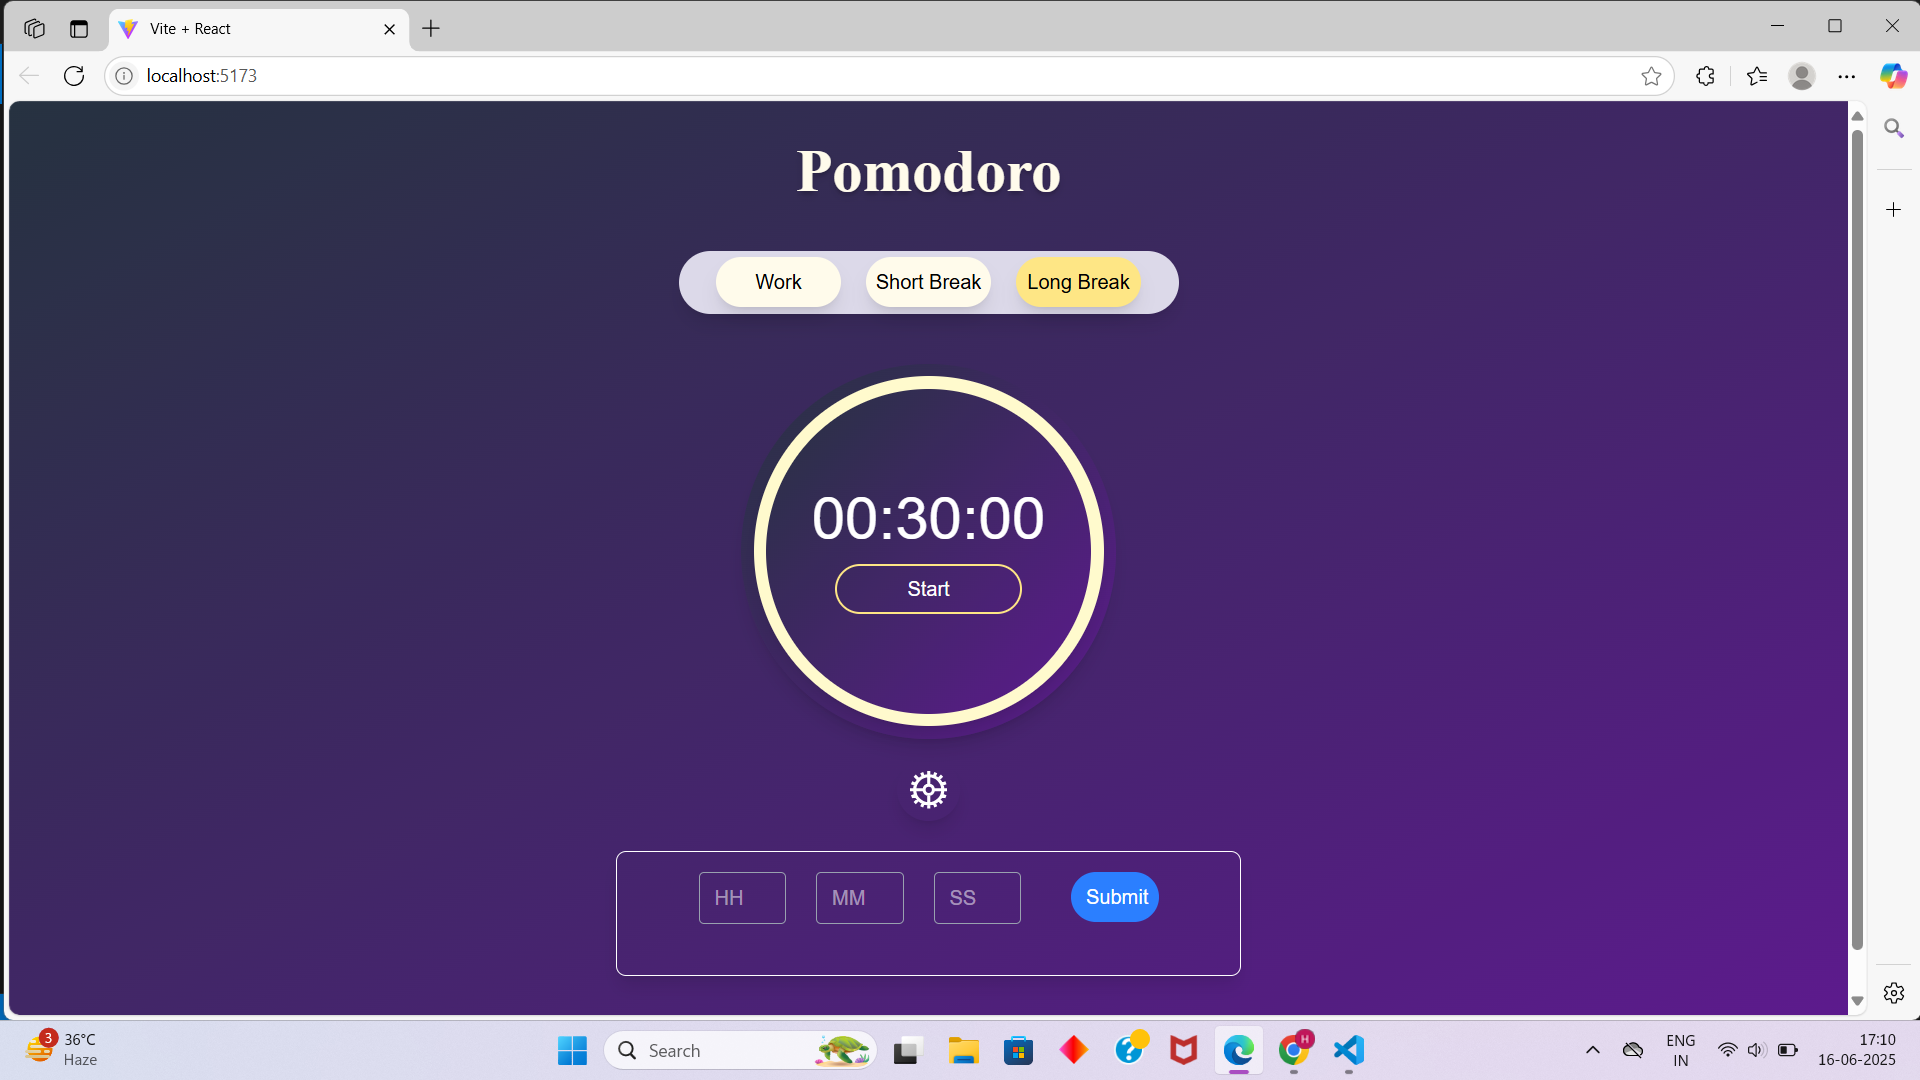 Vite + React
localhost:5173
Pomodoro
Work Short Break Long Break
00:30:00
Start
HH MM SS Submit
3
36°C
Haze
Search
H
ENG
IN
17:10
16-06-2025